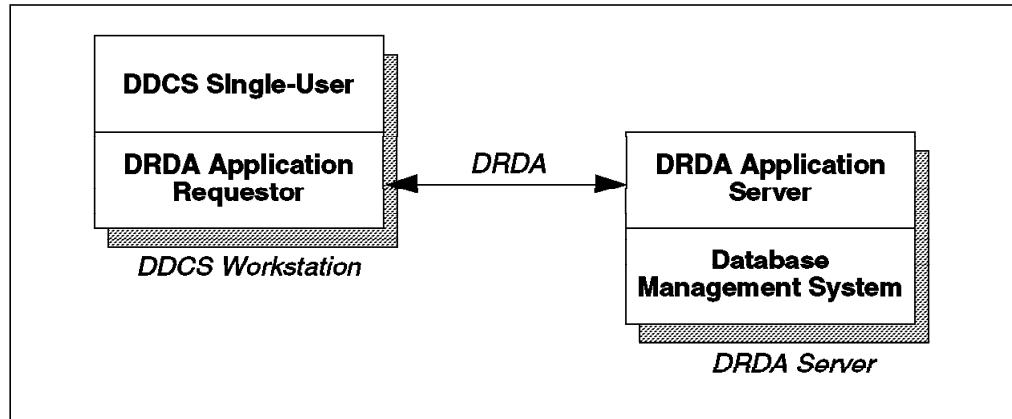 DDCS SIngle-User
DRDA Application
Requestor
DDCS Workstation
DRDA
DRDA Application
Server
Database
Management System
DRDA Server